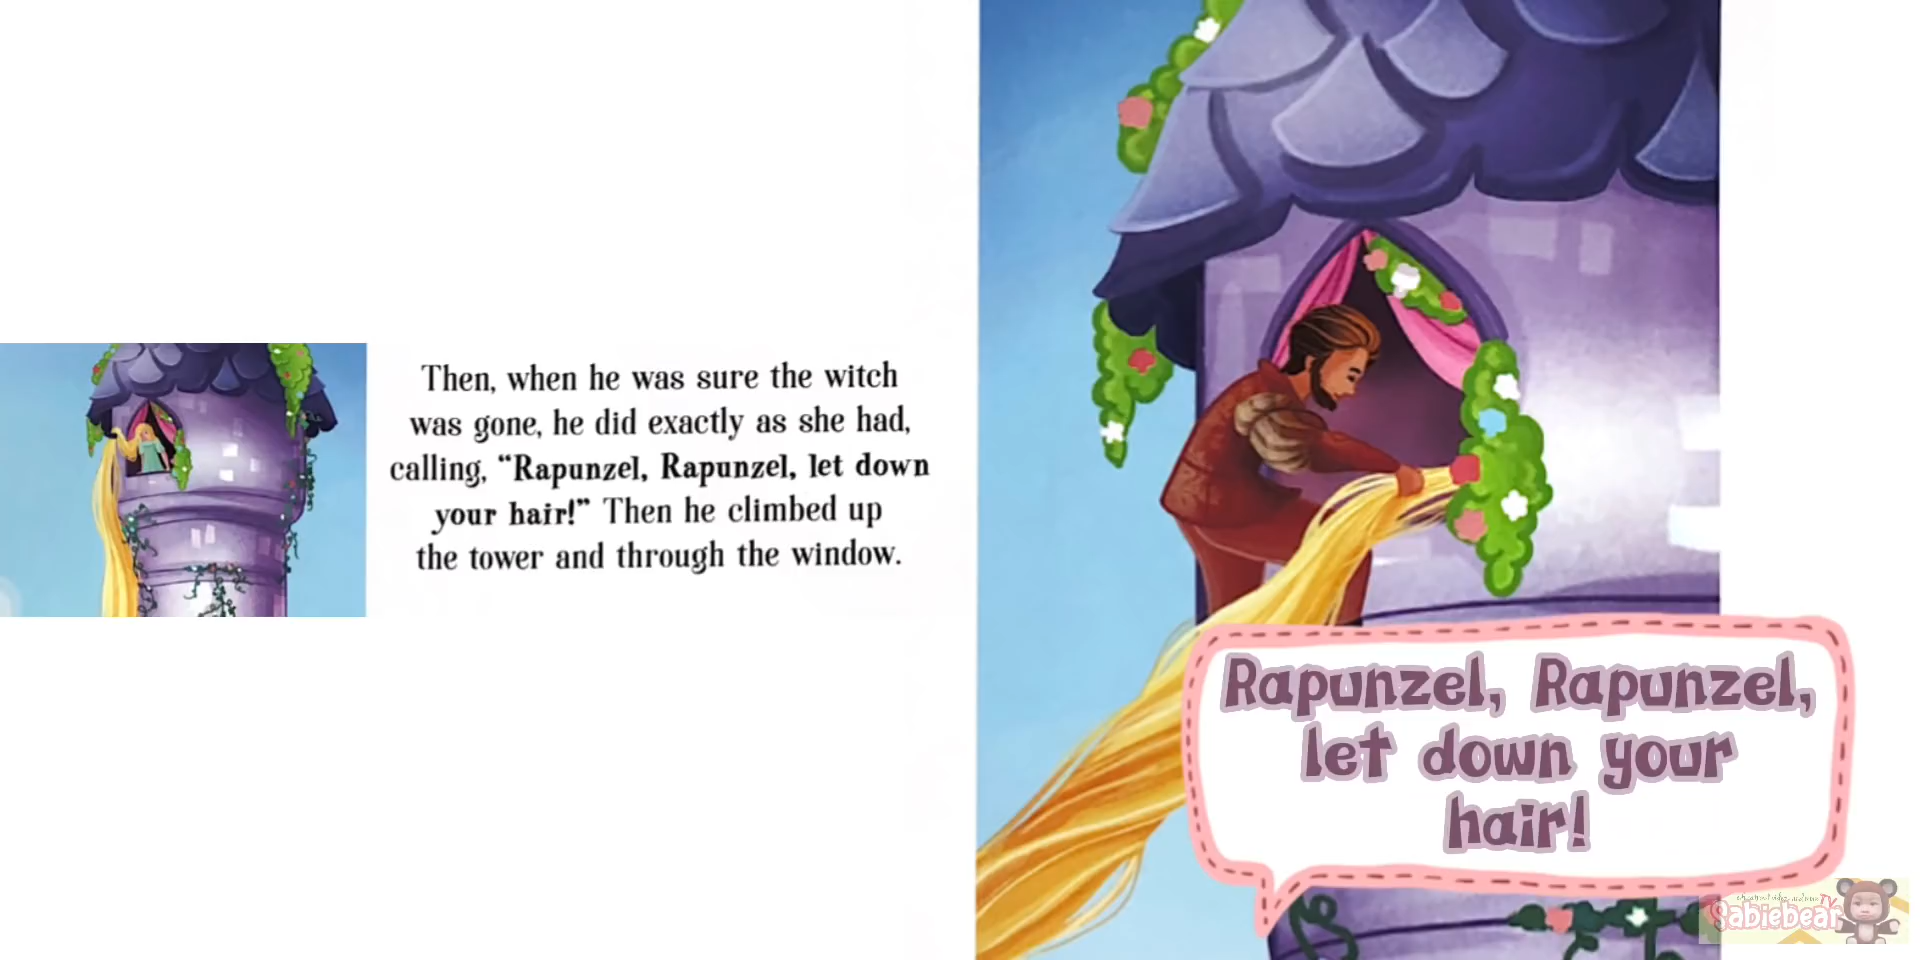 Then, when he was sure the witch
was gone, he did exactly as she had,
calling, “Rapunzel, Rapunzel, let down
your hair!” Then he climbed up
the tower and through the window.
Rapunzel, Rapunzel,
let down your
hair!
TV
Sabiebear